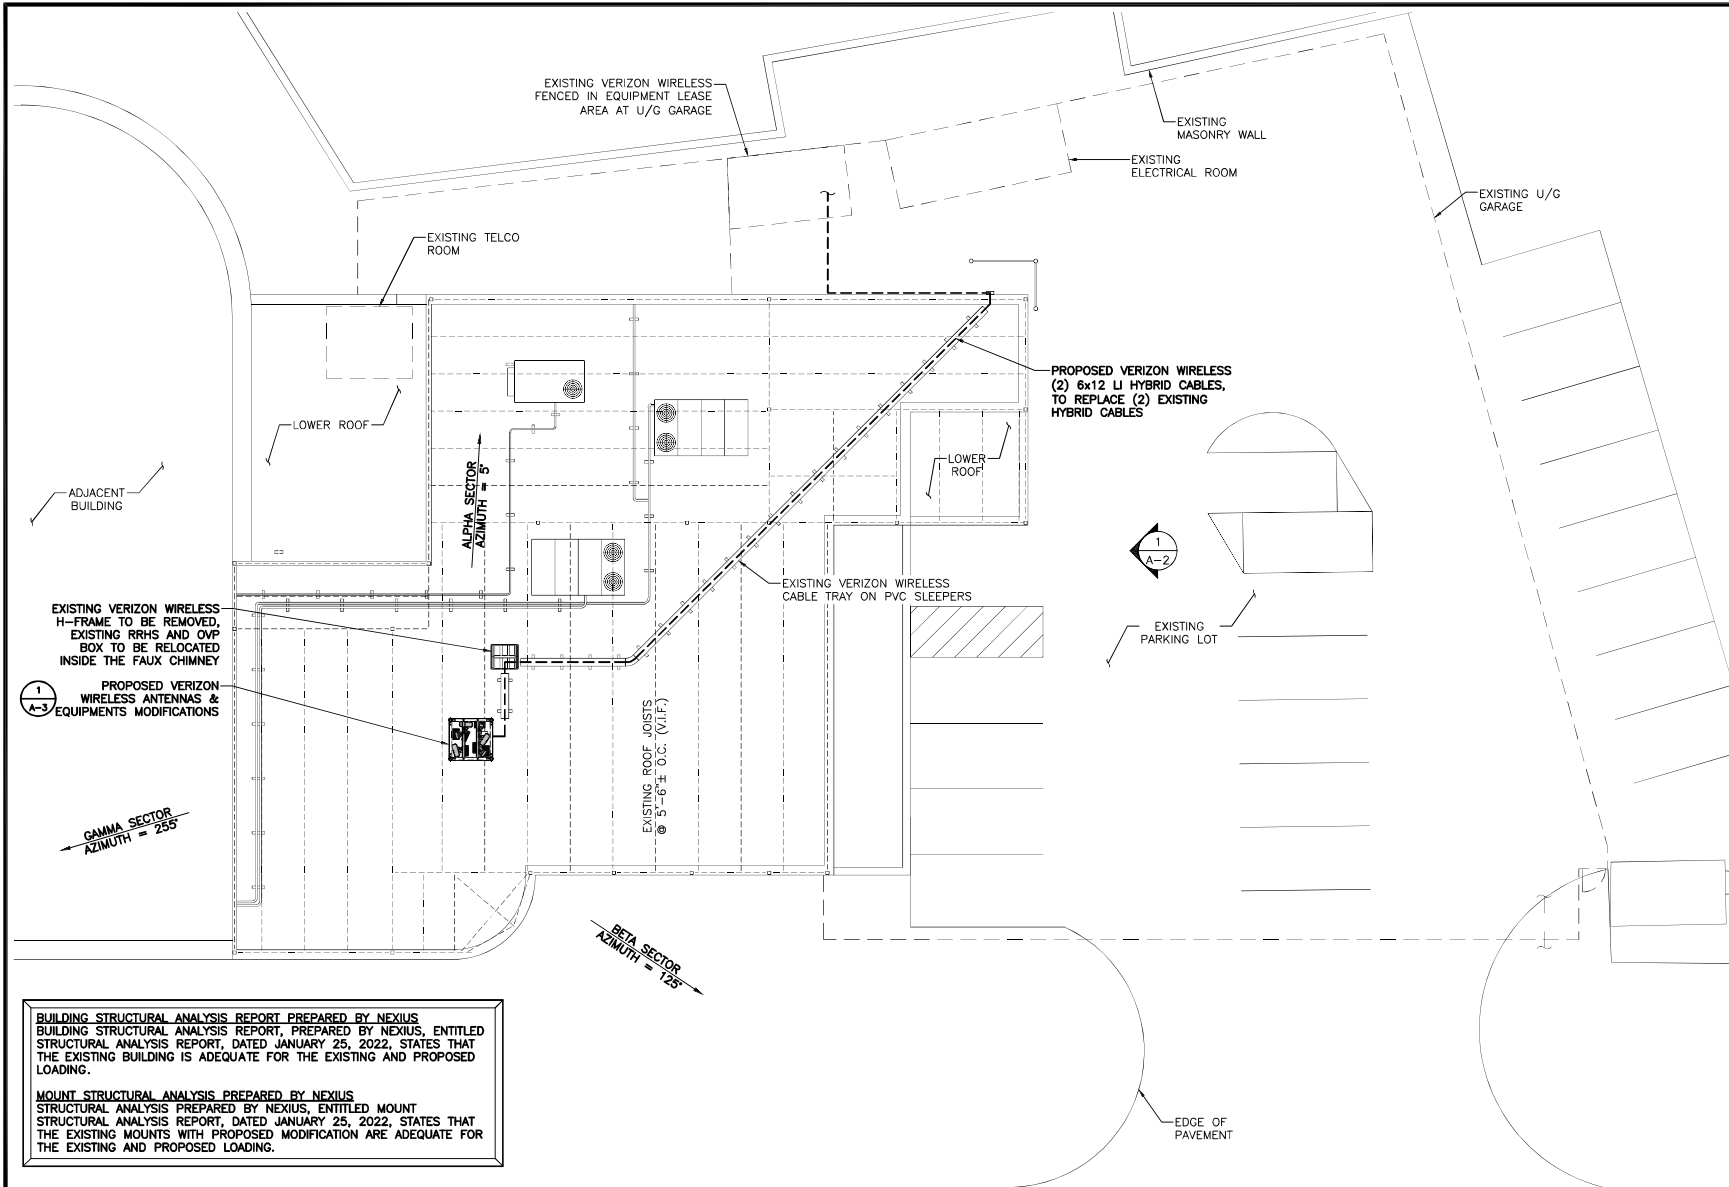 EXISTING VERIZON WIRELESS
FENCED IN EQUIPMENT LEASE
AREA AT U/G GARAGE
EXISTING
MASONRY WALL
EXISTING
ELECTRICAL ROOM
EXISTING U/G
GARAGE
EXISTING TELCO
ROOM
PROPOSED VERIZON WIRELESS
(2) 6x12 LI HYBRID CABLES,
TO REPLACE (2) EXISTING
HYBRID CABLES
LOWER ROOF
LOWER
ROOF
ALPHA SECTOR
AZIMUTH = 5°
ADJACENT
BUILDING
1
A-2
EXISTING VERIZON WIRELESS
CABLE TRAY ON PVC SLEEPERS
EXISTING VERIZON WIRELESS
H-FRAME TO BE REMOVED,
EXISTING RRHS AND OVP
BOX TO BE RELOCATED
INSIDE THE FAUX CHIMNEY
EXISTING
PARKING LOT
1
A-3
PROPOSED VERIZON
WIRELESS ANTENNAS &
EQUIPMENTS MODIFICATIONS
EXISTING ROOF JOISTS
@ 5'-6"± O.C. (V.I.F.)
GAMMA SECTOR
AZIMUTH = 255°
BETA SECTOR
AZIMUTH = 125°
BUILDING STRUCTURAL ANALYSIS REPORT PREPARED BY NEXIUS
BUILDING STRUCTURAL ANALYSIS REPORT, PREPARED BY NEXIUS, ENTITLED
STRUCTURAL ANALYSIS REPORT, DATED JANUARY 25, 2022, STATES THAT
THE EXISTING BUILDING IS ADEQUATE FOR THE EXISTING AND PROPOSED
LOADING.
MOUNT STRUCTURAL ANALYSIS PREPARED BY NEXIUS
STRUCTURAL ANALYSIS PREPARED BY NEXIUS, ENTITLED MOUNT
STRUCTURAL ANALYSIS REPORT, DATED JANUARY 25, 2022, STATES THAT
THE EXISTING MOUNTS WITH PROPOSED MODIFICATION ARE ADEQUATE FOR
THE EXISTING AND PROPOSED LOADING.
EDGE OF
PAVEMENT